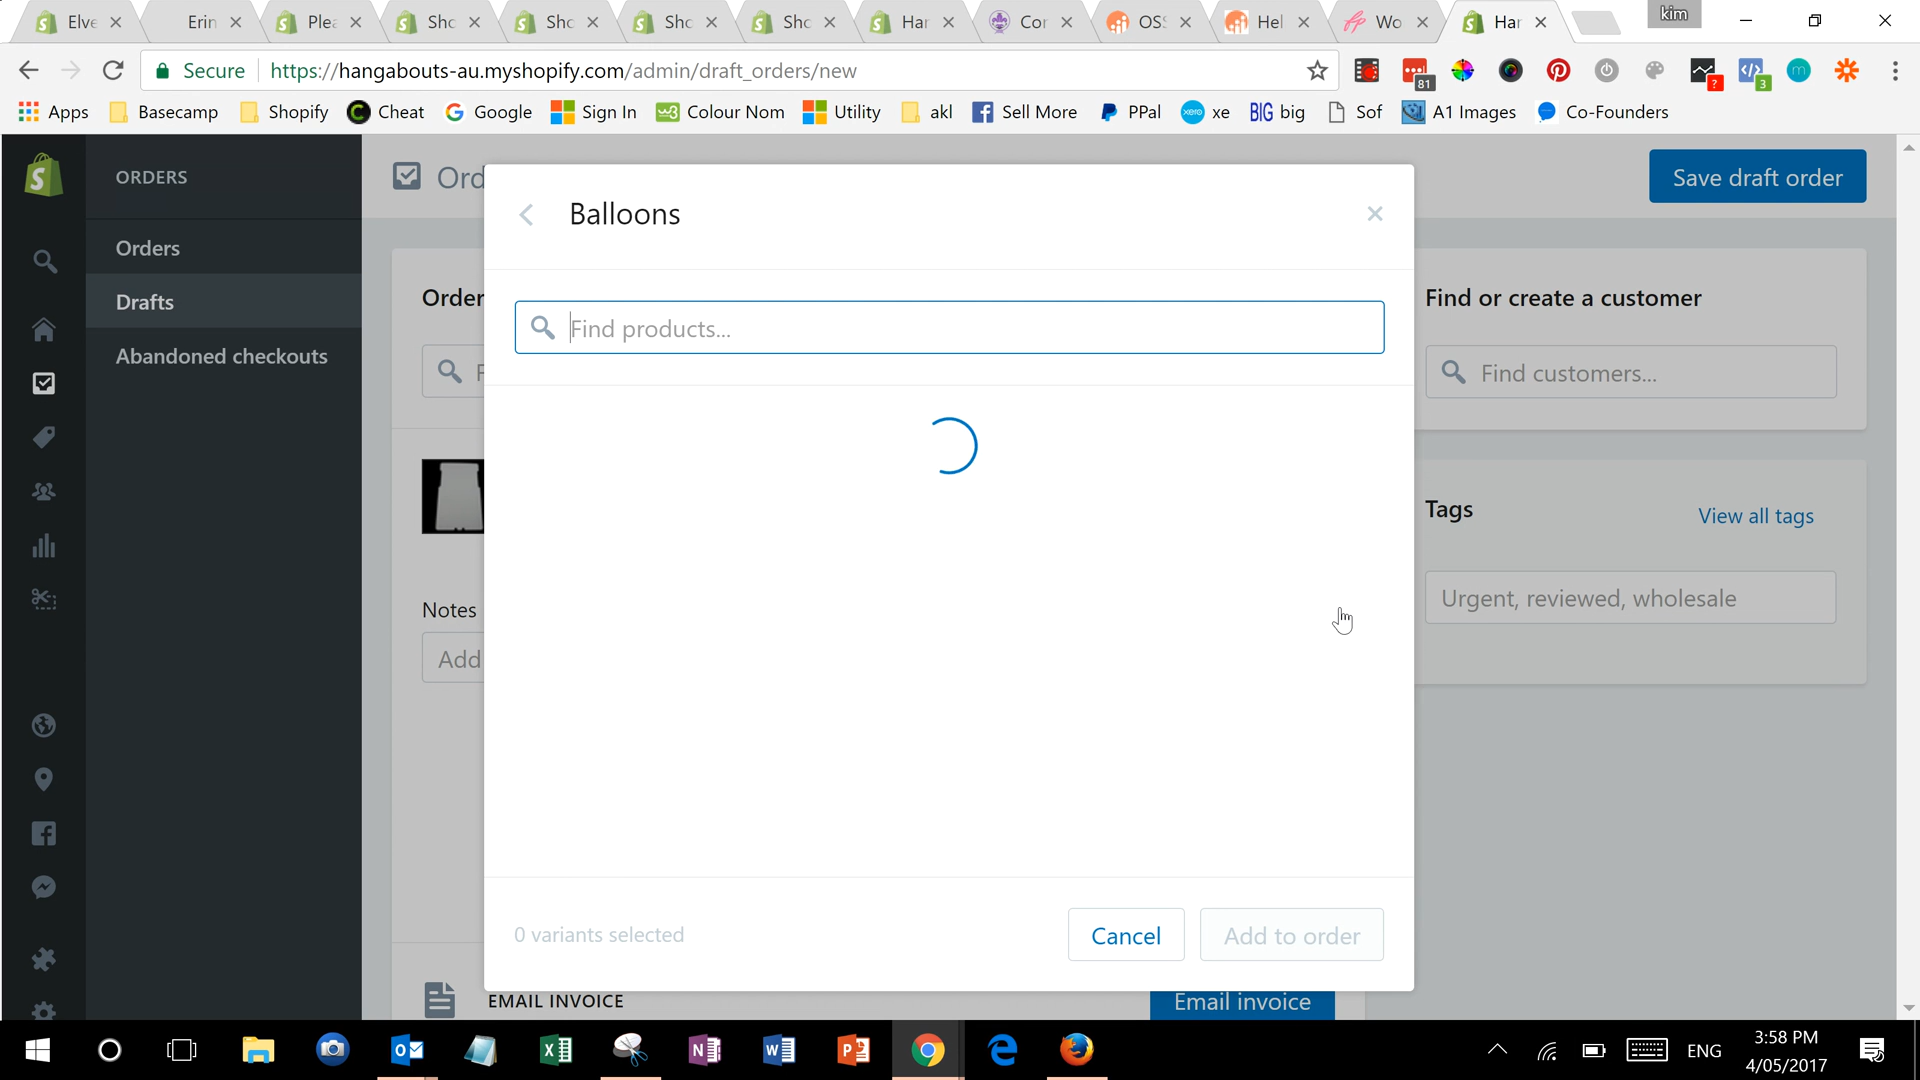 Elve
Erin
Plea
Sho
Sho
Sho
Sho
Har
Cor
OSS
Hel
Wo
Har
kim
Secure
https://hangabouts-au.myshopify.com/admin/draft_orders/new
81
?
3
m
Apps
Basecamp
Shopify
Cheat
Google
Sign In
Colour Nom
Utility
akl
Sell More
PPal
xero
xe
BIG
big
Sof
A1 Images
Co-Founders
ORDERS
Ord
Save draft order
Balloons
Orders
Drafts
Abandoned checkouts
Order
Find products...
Find or create a customer
Find customers...
Tags
View all tags
Notes
Urgent, reviewed, wholesale
Add
0 variants selected
Cancel
Add to order
EMAIL INVOICE
Email invoice
ENG
3:58 PM
4/05/2017